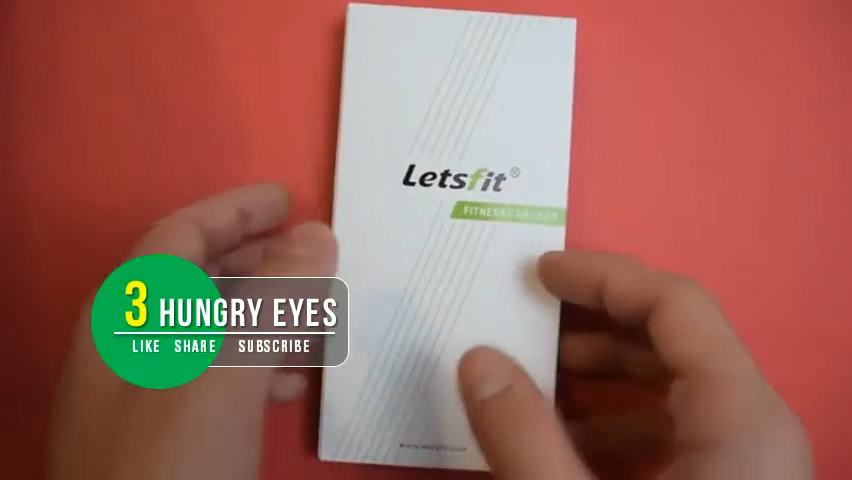 Letsfit®
FITNESS TRACKER
3 HUNGRY EYES
LIKE SHARE SUBSCRIBE